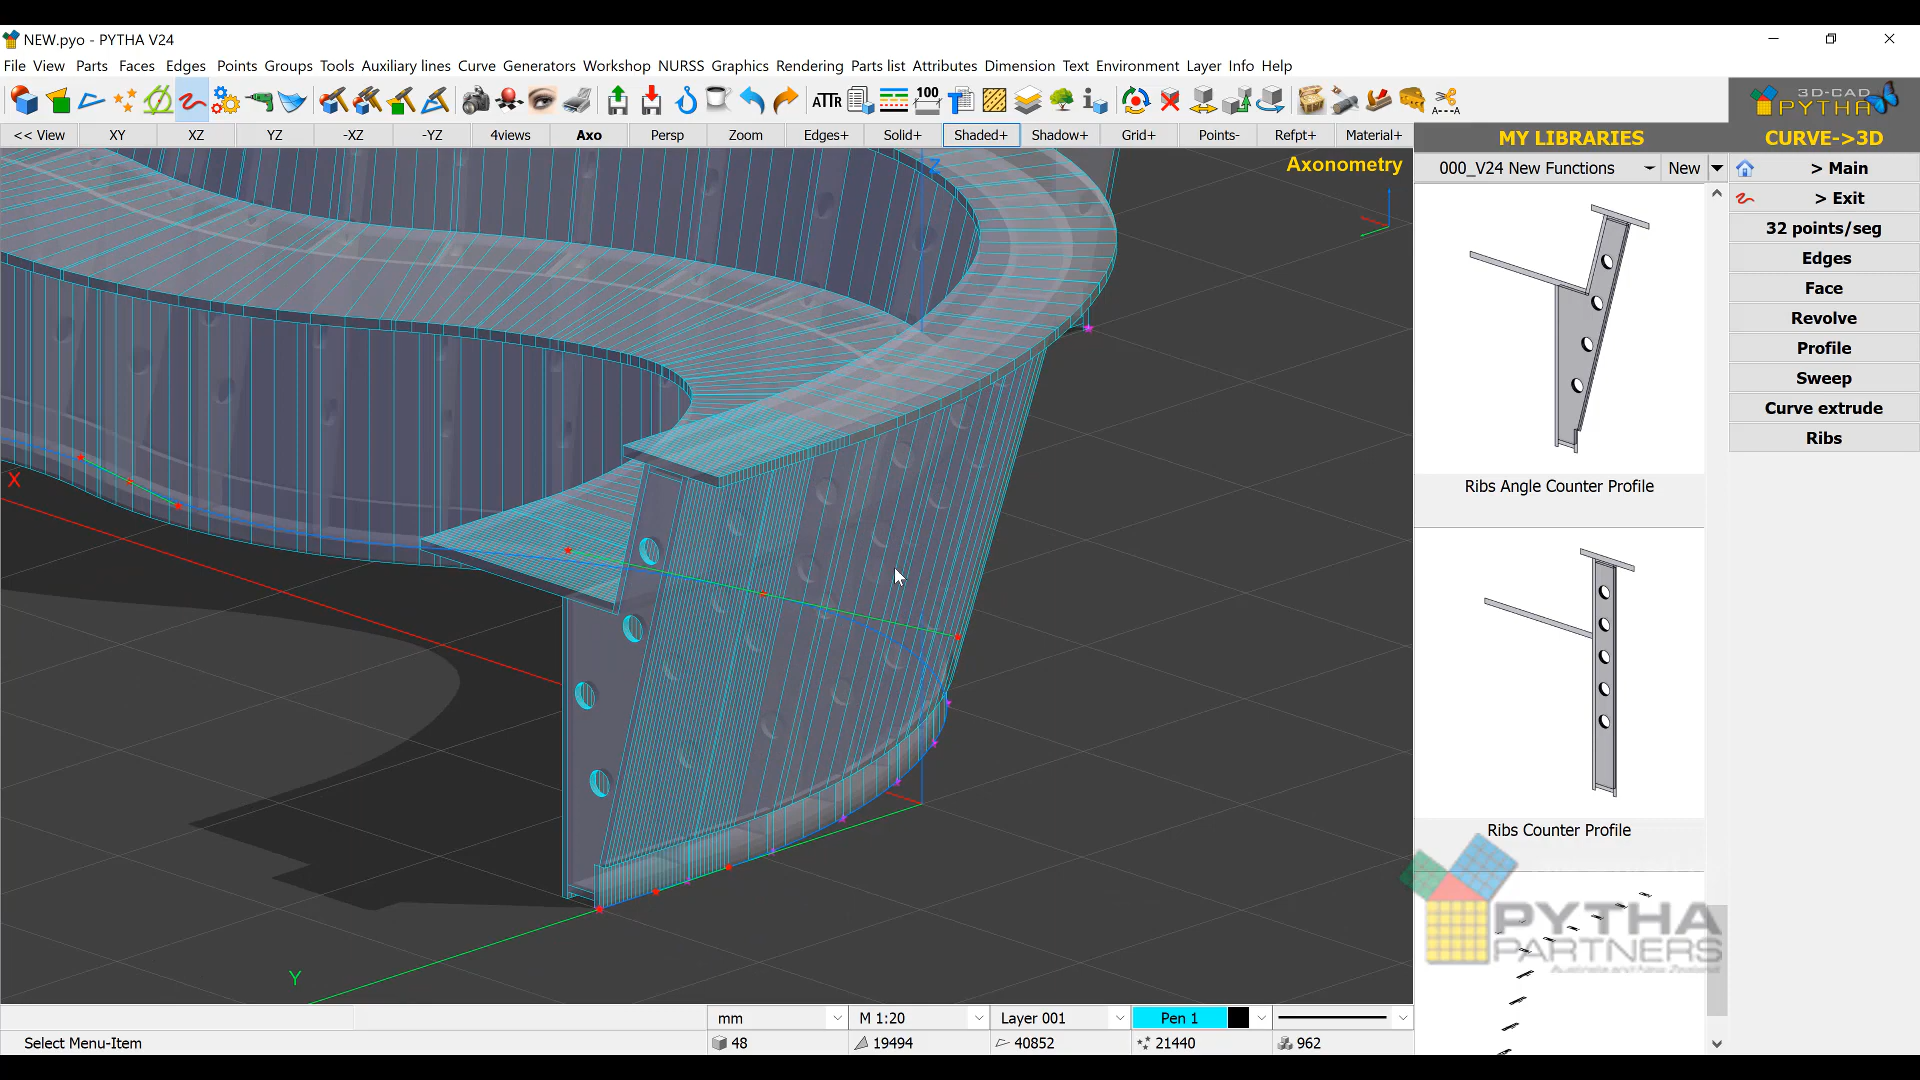 NEW.pyo - PYTHA V24
File View Parts Faces Edges Points Groups Tools Auxiliary lines Curve Generators Workshop NURSS Graphics Rendering Parts list Attributes Dimension Text Environment Layer Info Help
ATTR 100 A---A
3D-CAD
PYTHA
<< View XY XZ YZ -XZ -YZ 4views Axo Persp Zoom Edges+ Solid+ Shaded+ Shadow+ Grid+ Points- Refpt+ Material+
MY LIBRARIES
CURVE->3D
000_V24 New Functions
New
> Main
> Exit
32 points/seg
Edges
Face
Revolve
Profile
Sweep
Curve extrude
Ribs
Axonometry
Z
X
Y
Ribs Angle Counter Profile
Ribs Counter Profile
PYTHA
PARTNERS
Australia and New Zealand
mm M 1:20 Layer 001 Pen 1
Select Menu-Item 48 19494 40852 21440 962